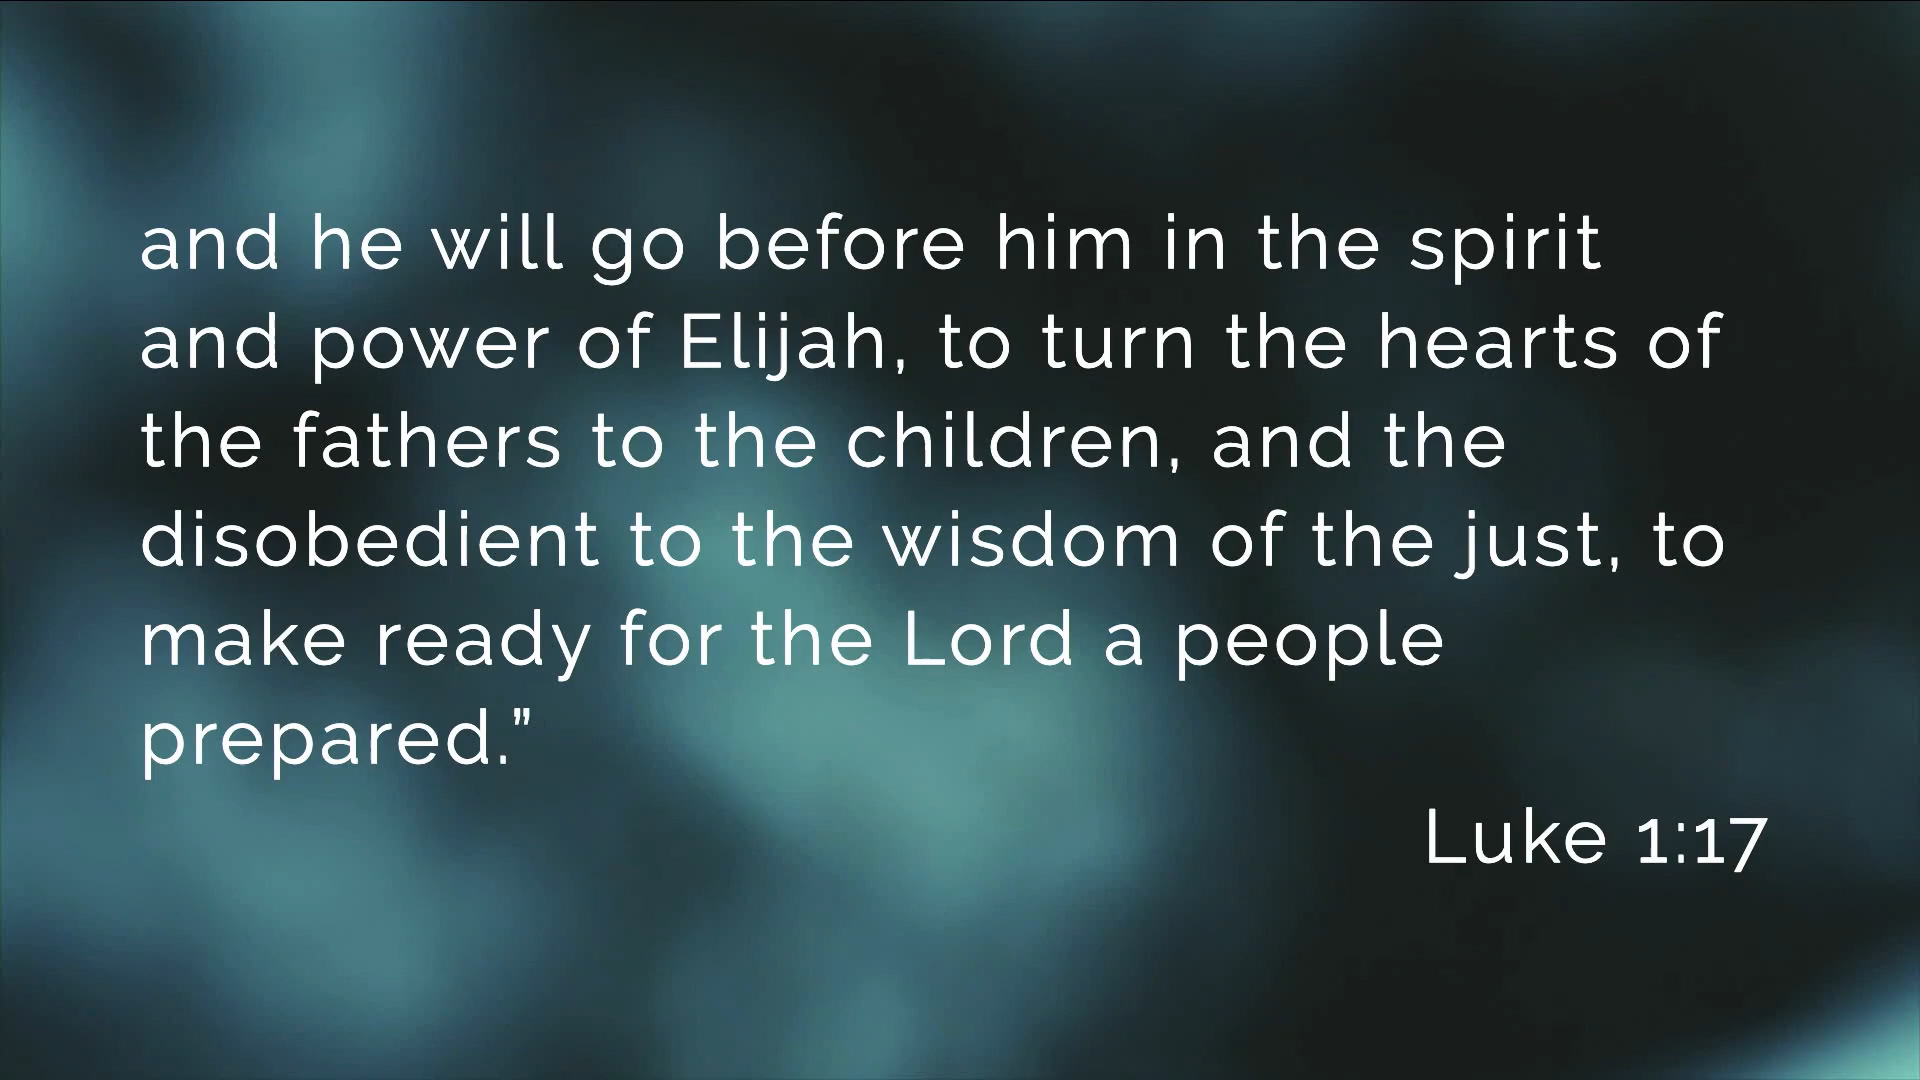 and he will go before him in the spirit
and power of Elijah, to turn the hearts of
the fathers to the children, and the
disobedient to the wisdom of the just, to
make ready for the Lord a people
prepared.”
Luke 1:17